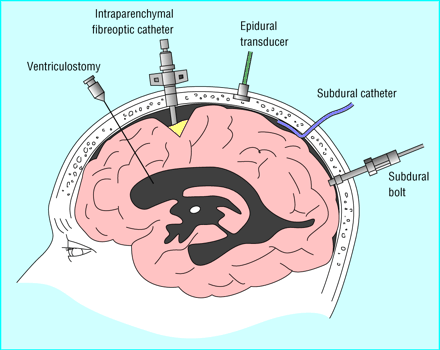 Intraparenchymal
fibreoptic catheter
Epidural
transducer
Ventriculostomy
Subdural catheter
Subdural
bolt